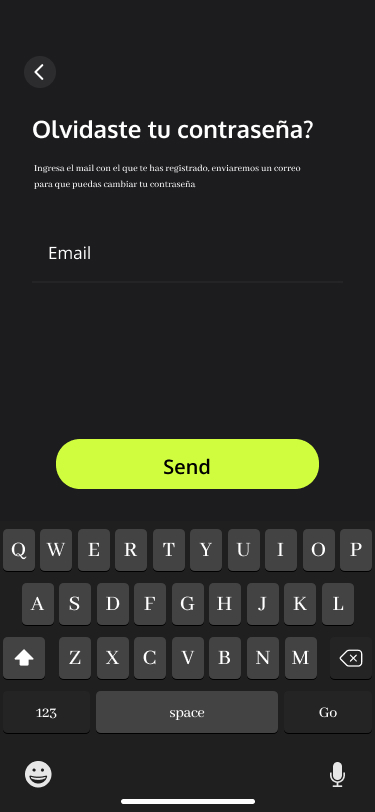 Olvidaste tu contraseña?
Ingresa el mail con el que te has registrado, enviaremos un correo
para que puedas cambiar tu contraseña
Email
Send
Q W E R T Y U I O P
A S D F G H J K L
Z X C V B N M
123 space Go